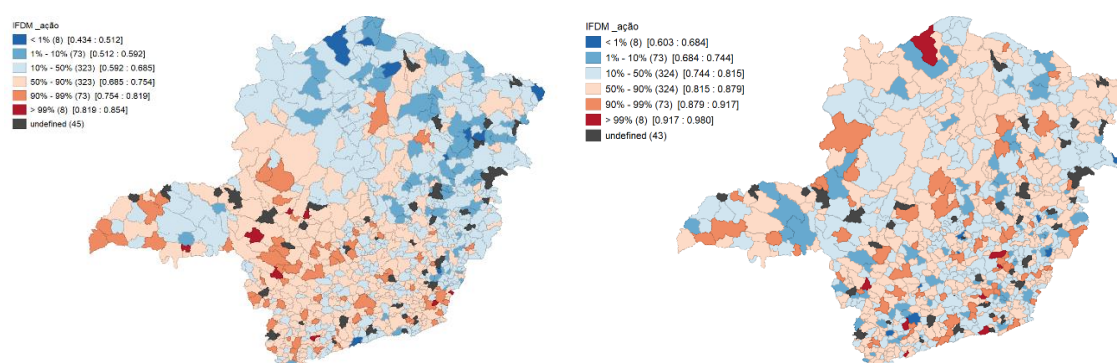 IFDM _ação
< 1% (8) [0.434 : 0.512]
1% - 10% (73) [0.512 : 0.592]
10% - 50% (323) [0.592 : 0.685]
50% - 90% (323) [0.685 : 0.754]
90% - 99% (73) [0.754 : 0.819]
> 99% (8) [0.819 : 0.854]
undefined (45)
IFDM _ação
< 1% (8) [0.603 : 0.684]
1% - 10% (73) [0.684 : 0.744]
10% - 50% (324) [0.744 : 0.815]
50% - 90% (324) [0.815 : 0.879]
90% - 99% (73) [0.879 : 0.917]
> 99% (8) [0.917 : 0.980]
undefined (43)